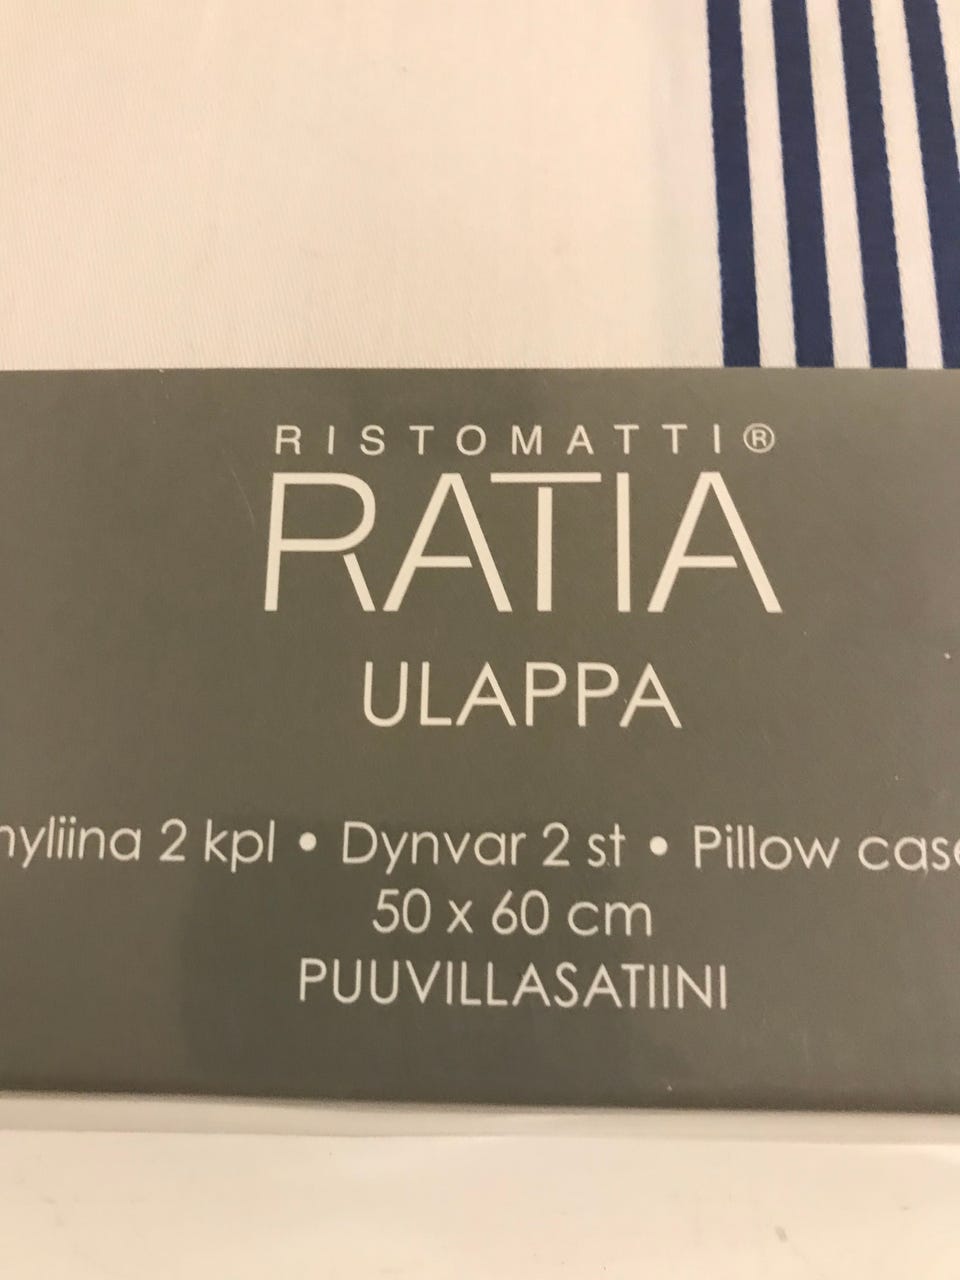 RISTOMATTI®
RATIA
ULAPPA
2 kpl • Dynvar 2 st • Pillow
50 x 60 cm
PUUVILLASATIINI